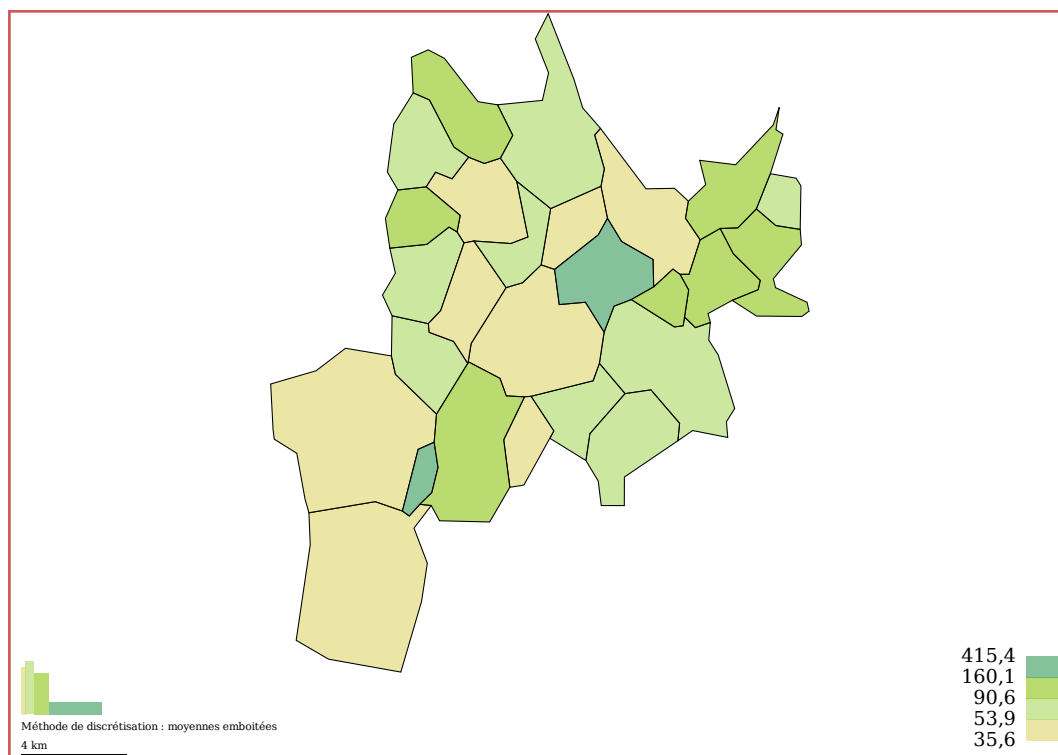 415,4
160,1
90,6
53,9
35,6
Méthode de discrétisation : moyennes emboitées
4 km